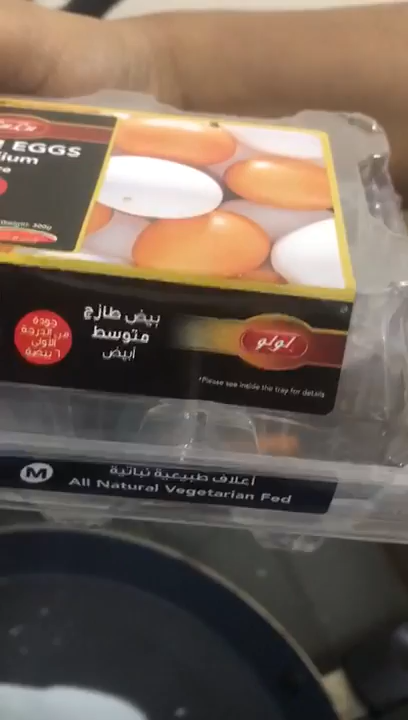 EGGS
300g
جودة
من الدرجة
الأولى
٦ بيضة
بيض طازج
متوسط
أبيض
لولو
*Please see inside the tray for details
M
أعلاف طبيعية نباتية
All Natural Vegetarian Fed